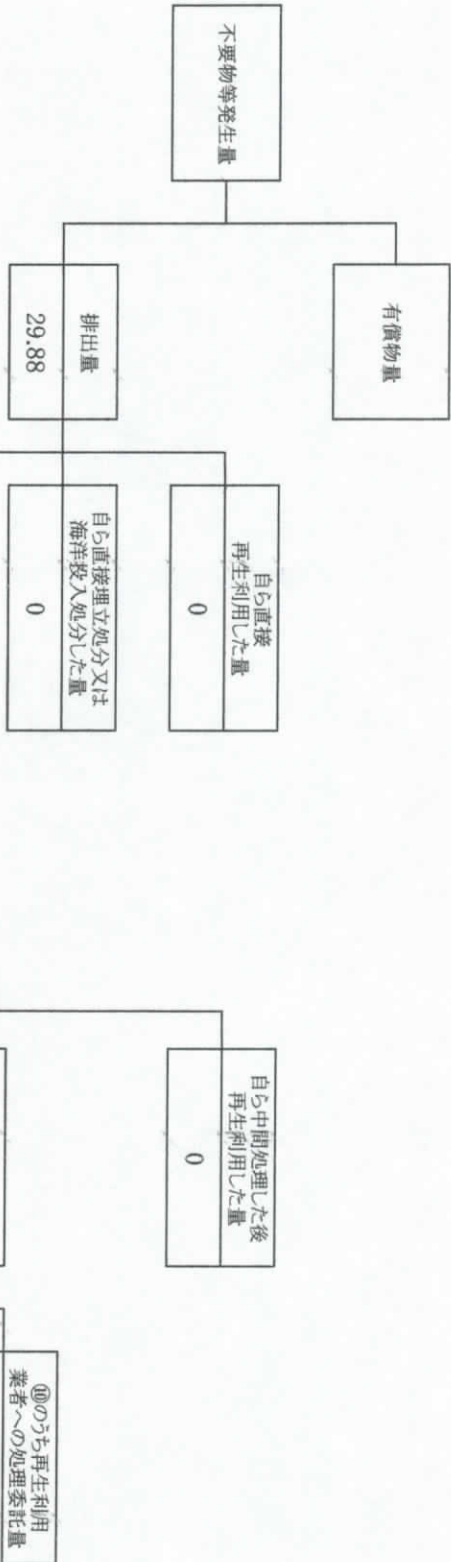 不要物等発生量
有償物量
排出量
29.88
自ら直接
再生利用した量
0
自ら直接埋立処分又は
海洋投入処分した量
0
自ら中間処理した後
再生利用した量
0
⑩のうち再生利用
業者への処理委託量